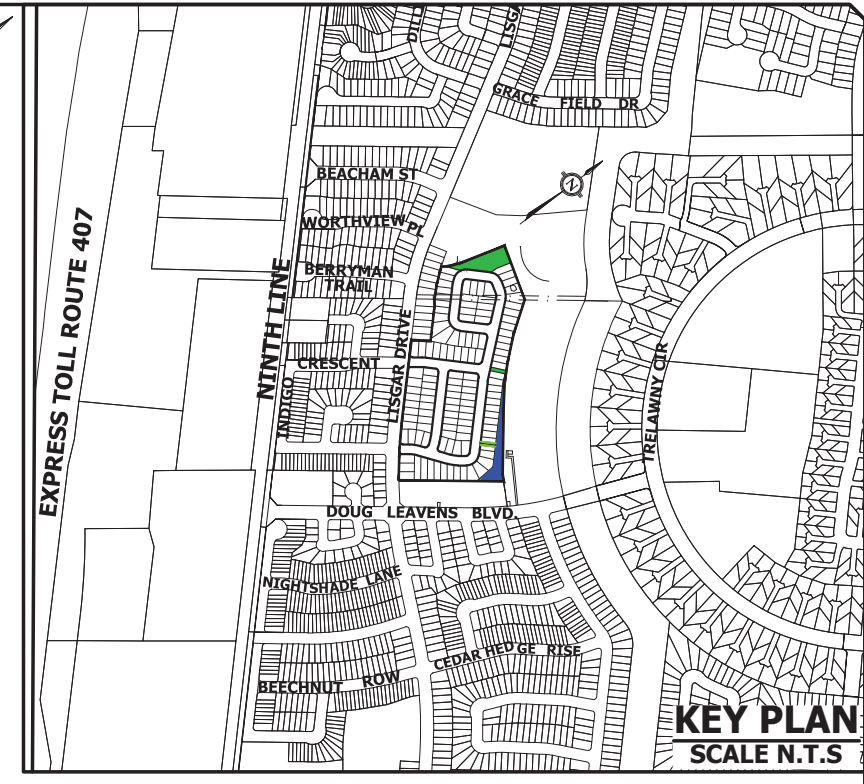 LISGA
GRACE FIELD DR
N
BEACHAM ST
WORTHVIEW PL
BERRYMAN
TRAIL
EXPRESS TOLL ROUTE 407
NINTH LINE
CRESCENT
INDIGO
LISGAR DRIVE
TRELAWNY CIR
DOUG LEAVENS BLVD.
NIGHTSHADE LANE
CEDAR HEDGE RISE
BEECHNUT ROW
KEY PLAN
SCALE N.T.S